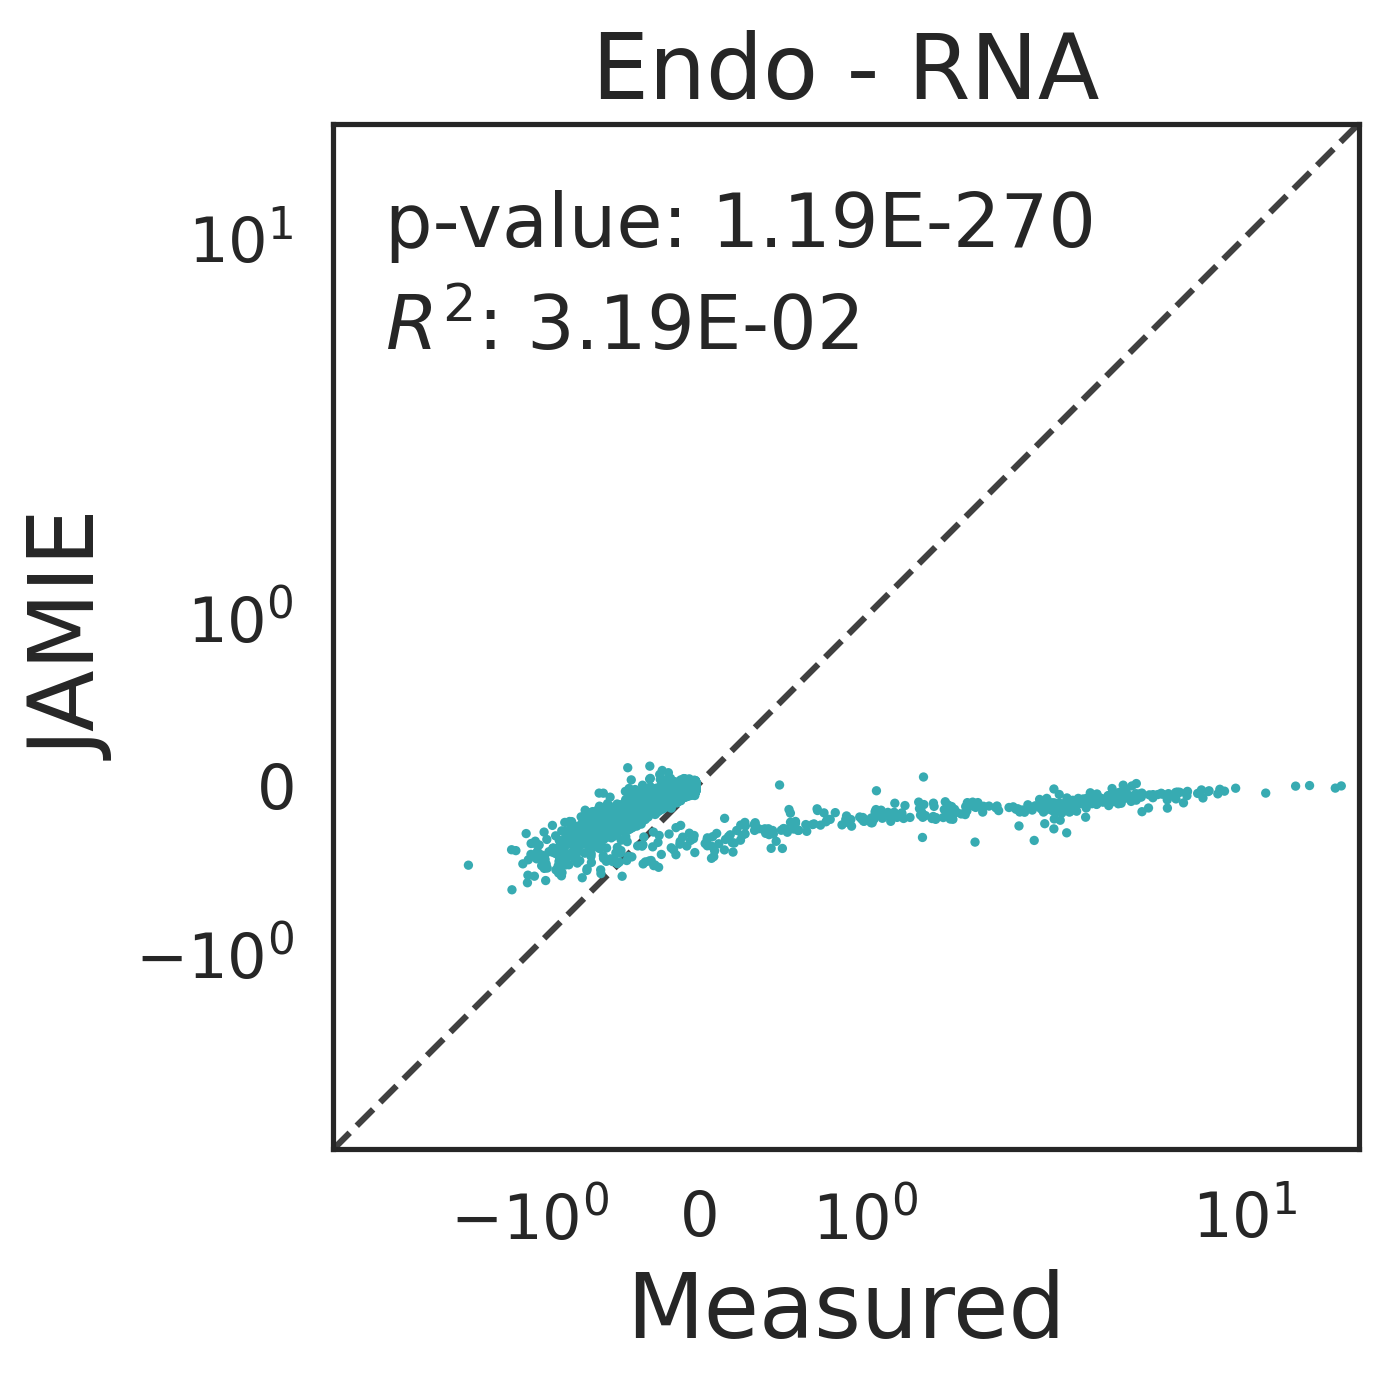 Endo - RNA
p-value: 1.19E-270
R²: 3.19E-02
JAMIE
10¹
10⁰
0
−10⁰
−10⁰ 0 10⁰ 10¹
Measured